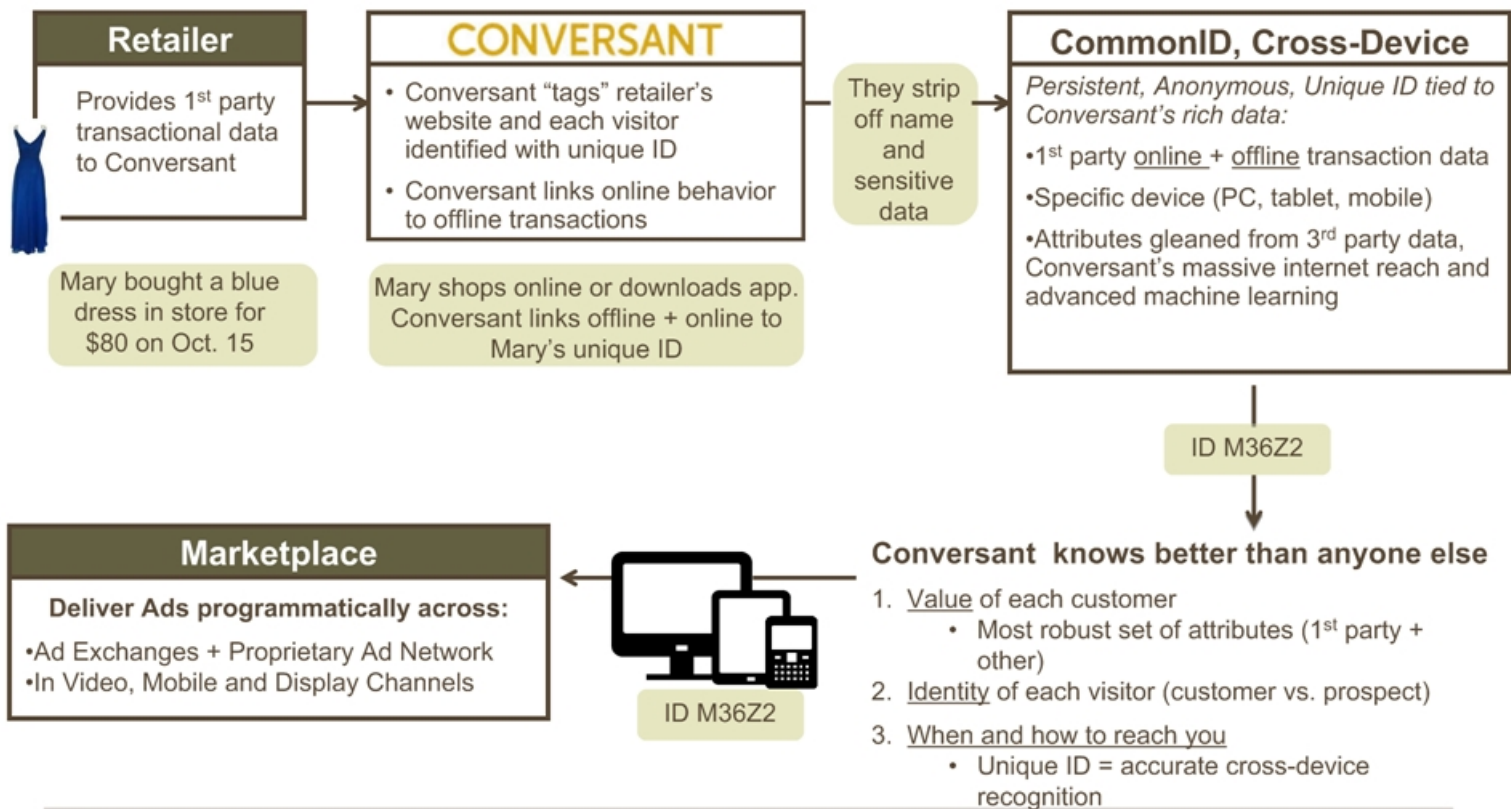 Retailer
Provides 1st party
transactional data
to Conversant
Mary bought a blue
dress in store for
$80 on Oct. 15
CONVERSANT
• Conversant “tags” retailer’s
website and each visitor
identified with unique ID
• Conversant links online behavior
to offline transactions
Mary shops online or downloads app.
Conversant links offline + online to
Mary’s unique ID
They strip
off name
and
sensitive
data
CommonID, Cross-Device
Persistent, Anonymous, Unique ID tied to
Conversant’s rich data:
•1st party online + offline transaction data
•Specific device (PC, tablet, mobile)
•Attributes gleaned from 3rd party data,
Conversant’s massive internet reach and
advanced machine learning
ID M36Z2
Conversant knows better than anyone else
1. Value of each customer
• Most robust set of attributes (1st party +
other)
2. Identity of each visitor (customer vs. prospect)
3. When and how to reach you
• Unique ID = accurate cross-device
recognition
ID M36Z2
Marketplace
Deliver Ads programmatically across:
•Ad Exchanges + Proprietary Ad Network
•In Video, Mobile and Display Channels